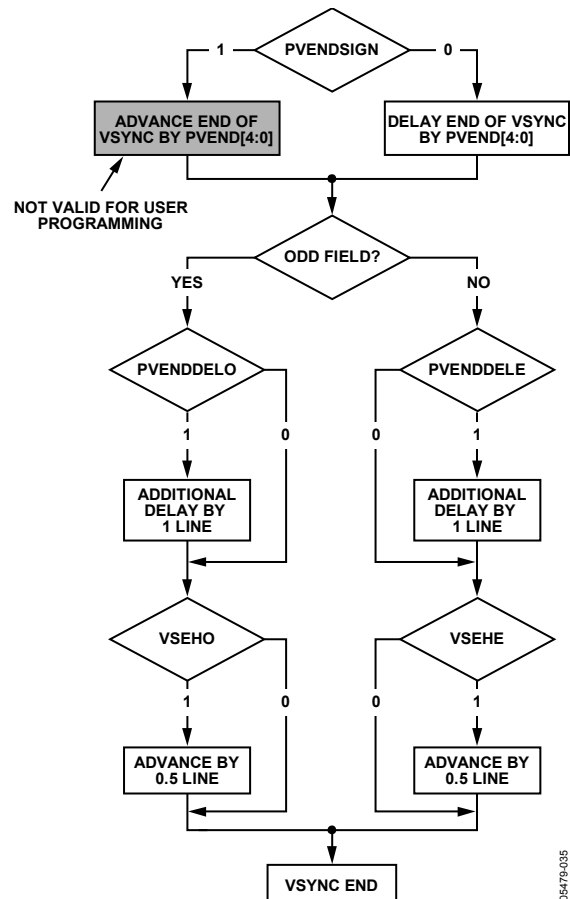 PVENDSIGN
1
0
ADVANCE END OF
VSYNC BY PVEND[4:0]
DELAY END OF VSYNC
BY PVEND[4:0]
NOT VALID FOR USER
PROGRAMMING
ODD FIELD?
YES
NO
PVENDDELO
PVENDDELE
1
0
0
1
ADDITIONAL
DELAY BY
1 LINE
ADDITIONAL
DELAY BY
1 LINE
VSEHO
VSEHE
1
0
0
1
ADVANCE BY
0.5 LINE
ADVANCE BY
0.5 LINE
VSYNC END
05479-035